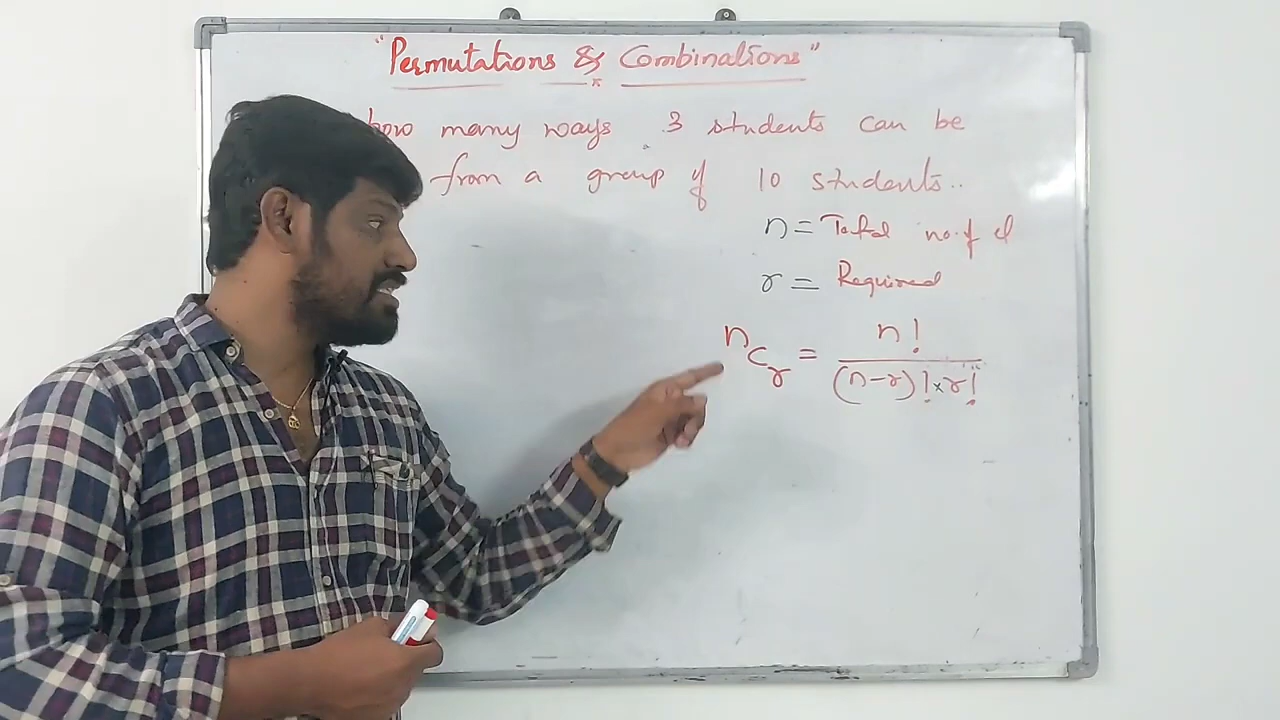 "Permutations & Combinations"
how many ways 3 students can be
from a group of 10 students..
n = Total no. of el
r = Required
nCr = n! / (n-r)! × r!